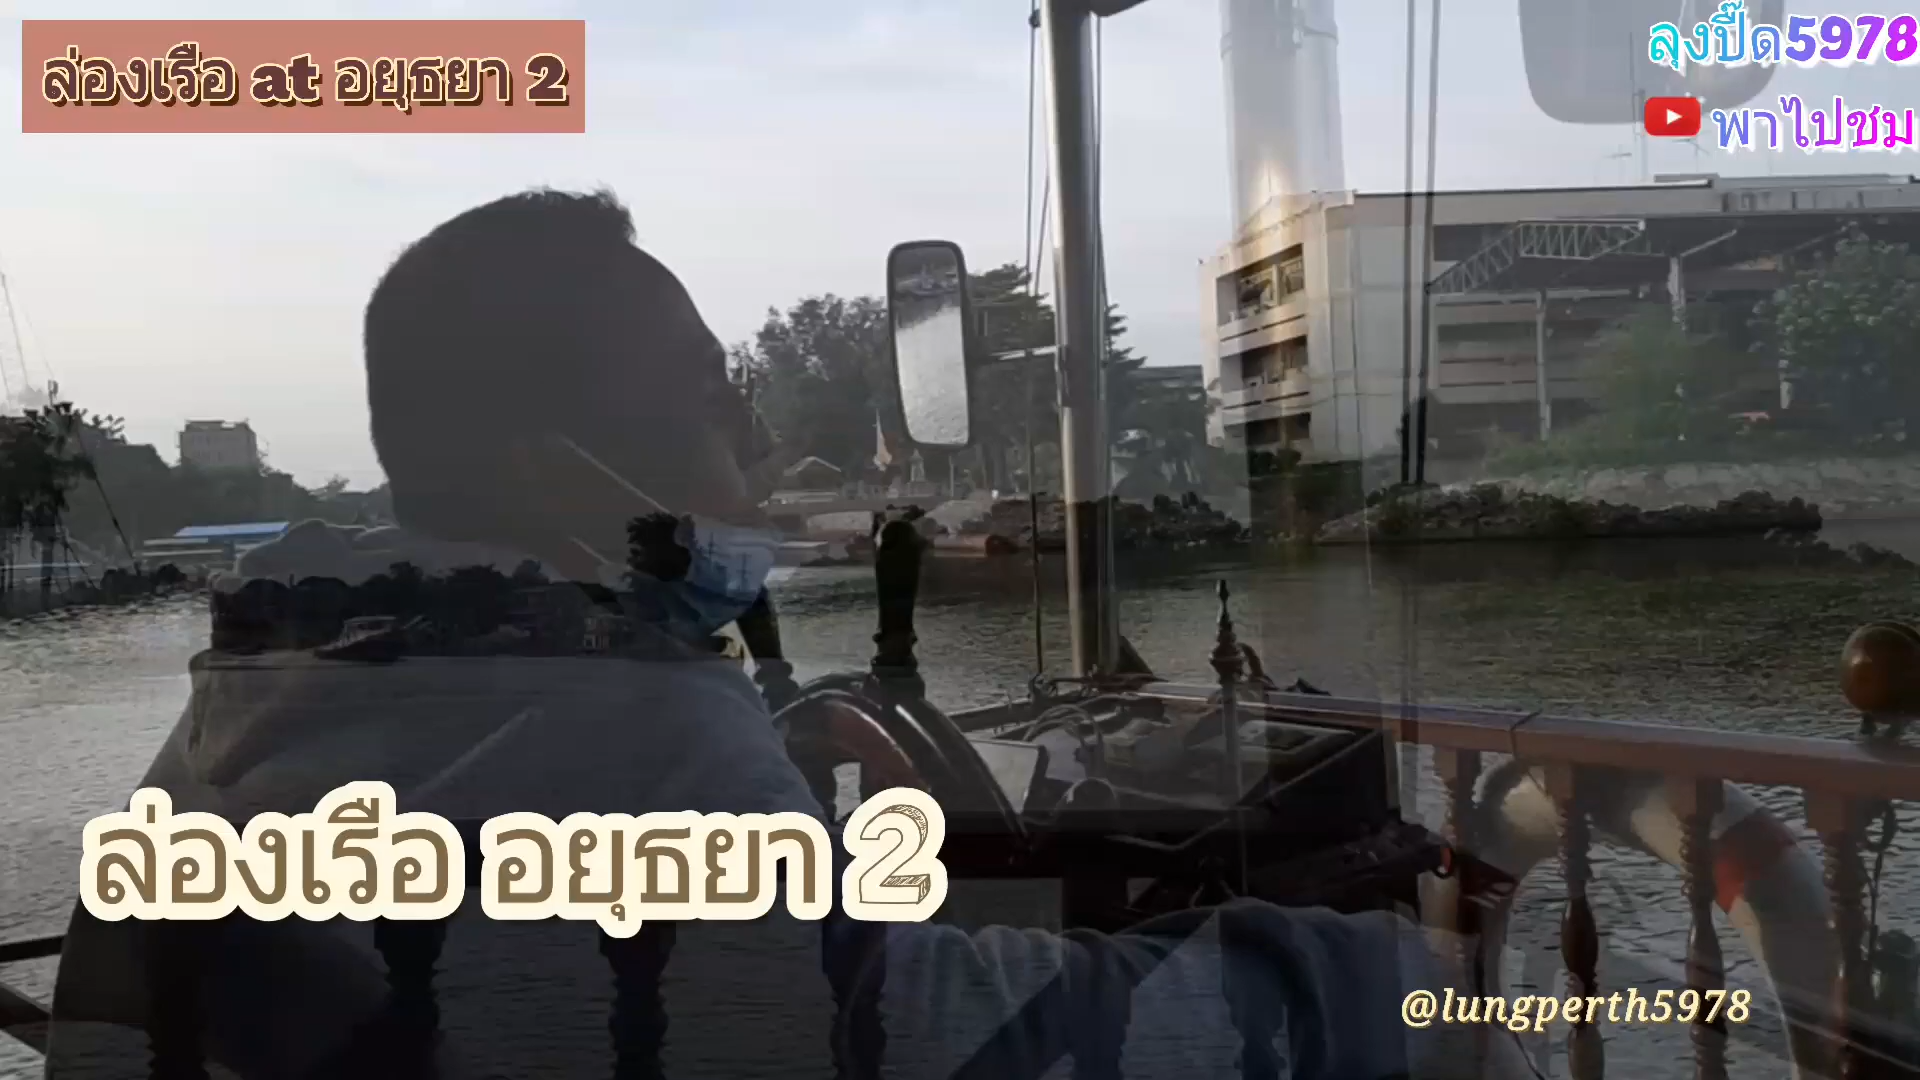 ล่องเรือ at อยุธยา 2
ลุงปื๊ด5978
พาไปชม
ล่องเรือ อยุธยา 2
@lungperth5978